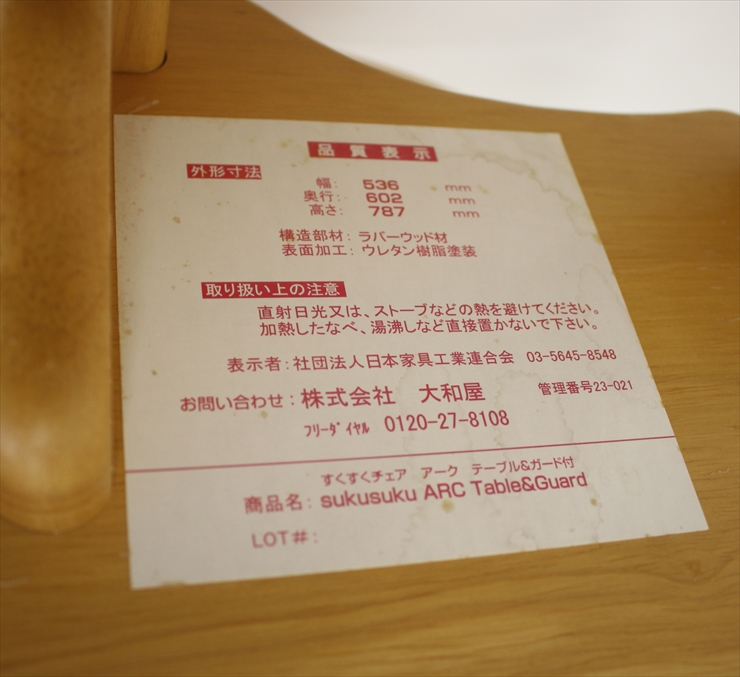 品質表示
外形寸法
幅: 536 mm
奥行: 602 mm
高さ: 787 mm
構造部材: ラバーウッド材
表面加工: ウレタン樹脂塗装
取り扱い上の注意
直射日光又は、ストーブなどの熱を避けてください。
加熱したなべ、湯沸しなど直接置かないで下さい。
表示者:社団法人日本家具工業連合会 03-5645-8548
お問い合わせ:株式会社 大和屋 管理番号23-021
フリーダイヤル 0120-27-8108
すくすくチェア アーク テーブル&ガード付
商品名: sukusuku ARC Table&Guard
LOT#: